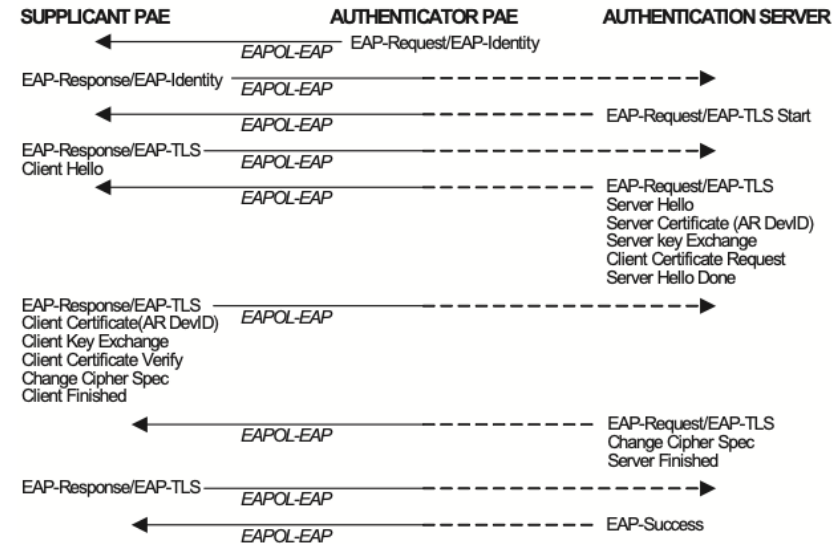 SUPPLICANT PAE
AUTHENTICATOR PAE
AUTHENTICATION SERVER
EAP-Request/EAP-Identity
EAPOL-EAP
EAP-Response/EAP-Identity
EAPOL-EAP
EAP-Request/EAP-TLS Start
EAPOL-EAP
EAP-Response/EAP-TLS
Client Hello
EAPOL-EAP
EAP-Request/EAP-TLS
Server Hello
Server Certificate (AR DevID)
Server key Exchange
Client Certificate Request
Server Hello Done
EAPOL-EAP
EAP-Response/EAP-TLS
Client Certificate(AR DevID)
Client Key Exchange
Client Certificate Verify
Change Cipher Spec
Client Finished
EAPOL-EAP
EAP-Request/EAP-TLS
Change Cipher Spec
Server Finished
EAPOL-EAP
EAP-Response/EAP-TLS
EAPOL-EAP
EAP-Success
EAPOL-EAP